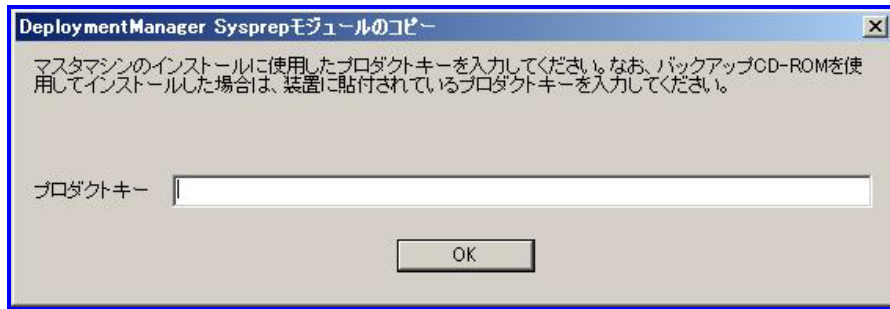 DeploymentManager Sysprepモジュールのコピー
マスタマシンのインストールに使用したプロダクトキーを入力してください。なお、バックアップCD-ROMを使
用してインストールした場合は、装置に貼付されているプロダクトキーを入力してください。
プロダクトキー
OK